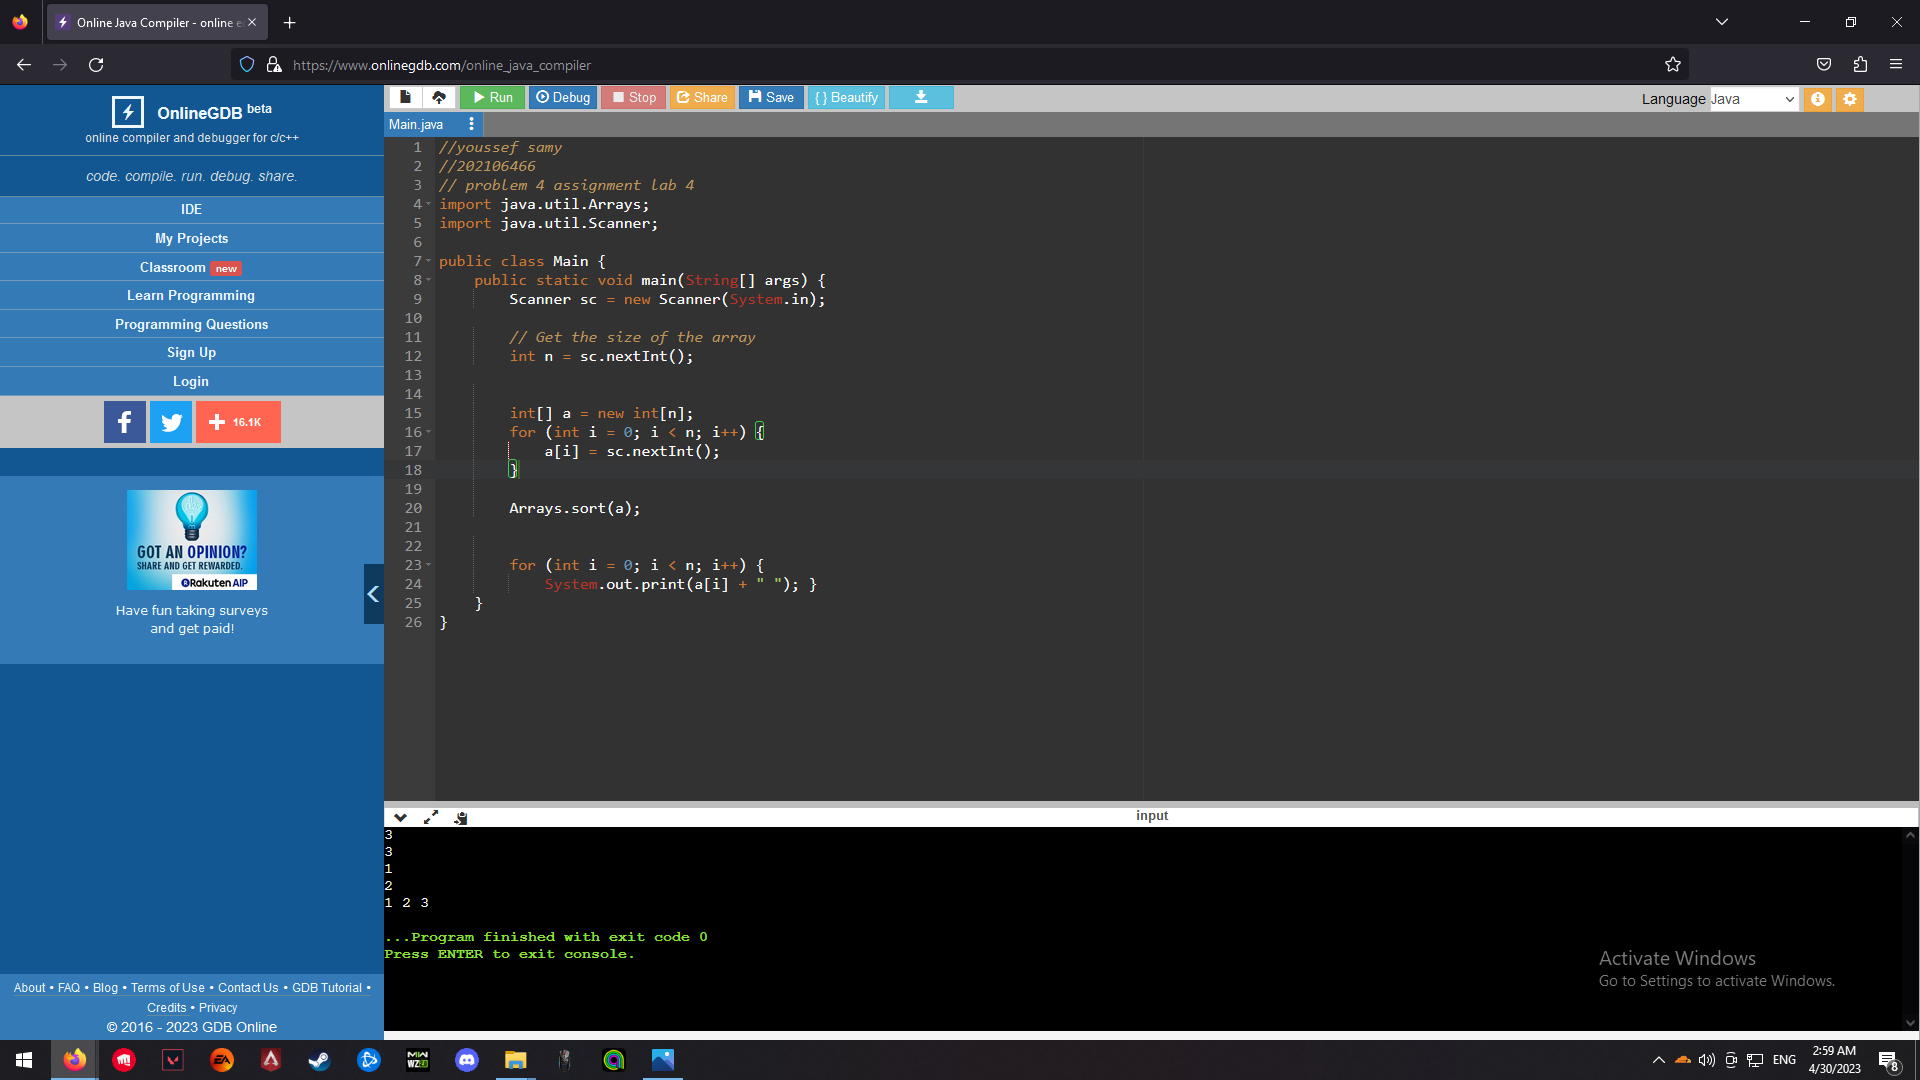 Online Java Compiler - online e
https://www.onlinegdb.com/online_java_compiler
OnlineGDB beta
online compiler and debugger for c/c++
code. compile. run. debug. share.
IDE
My Projects
Classroom new
Learn Programming
Programming Questions
Sign Up
Login
16.1K
GOT AN OPINION?
SHARE AND GET REWARDED.
Rakuten AIP
Have fun taking surveys
and get paid!
About • FAQ • Blog • Terms of Use • Contact Us • GDB Tutorial •
Credits • Privacy
© 2016 - 2023 GDB Online
Run Debug Stop Share Save { } Beautify
Language Java
Main.java
1 //youssef samy
2 //202106466
3 // problem 4 assignment lab 4
4 import java.util.Arrays;
5 import java.util.Scanner;
6
7 public class Main {
8 public static void main(String[] args) {
9 Scanner sc = new Scanner(System.in);
10
11 // Get the size of the array
12 int n = sc.nextInt();
13
14
15 int[] a = new int[n];
16 for (int i = 0; i < n; i++) {
17 a[i] = sc.nextInt();
18 }
19
20 Arrays.sort(a);
21
22
23 for (int i = 0; i < n; i++) {
24 System.out.print(a[i] + " "); }
25 }
26 }
input
3
3
1
2
1 2 3
...Program finished with exit code 0
Press ENTER to exit console.
Activate Windows
Go to Settings to activate Windows.
EA
MW
WZ2.0
ENG
2:59 AM
4/30/2023
8